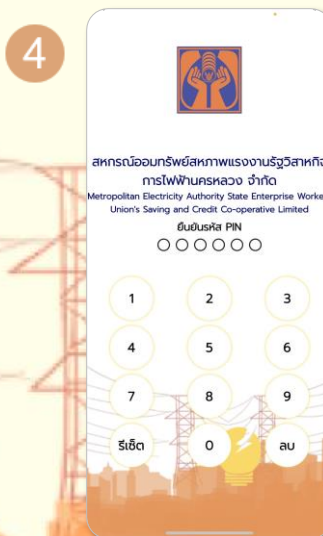 4
สหกรณ์ออมทรัพย์สหภาพแรงงานรัฐวิสาหกิจ
การไฟฟ้านครหลวง จำกัด
Metropolitan Electricity Authority State Enterprise Worke
Union's Saving and Credit Co-operative Limited
ยืนยันรหัส PIN
1 2 3
4 5 6
7 8 9
รีเซ็ต 0 ลบ